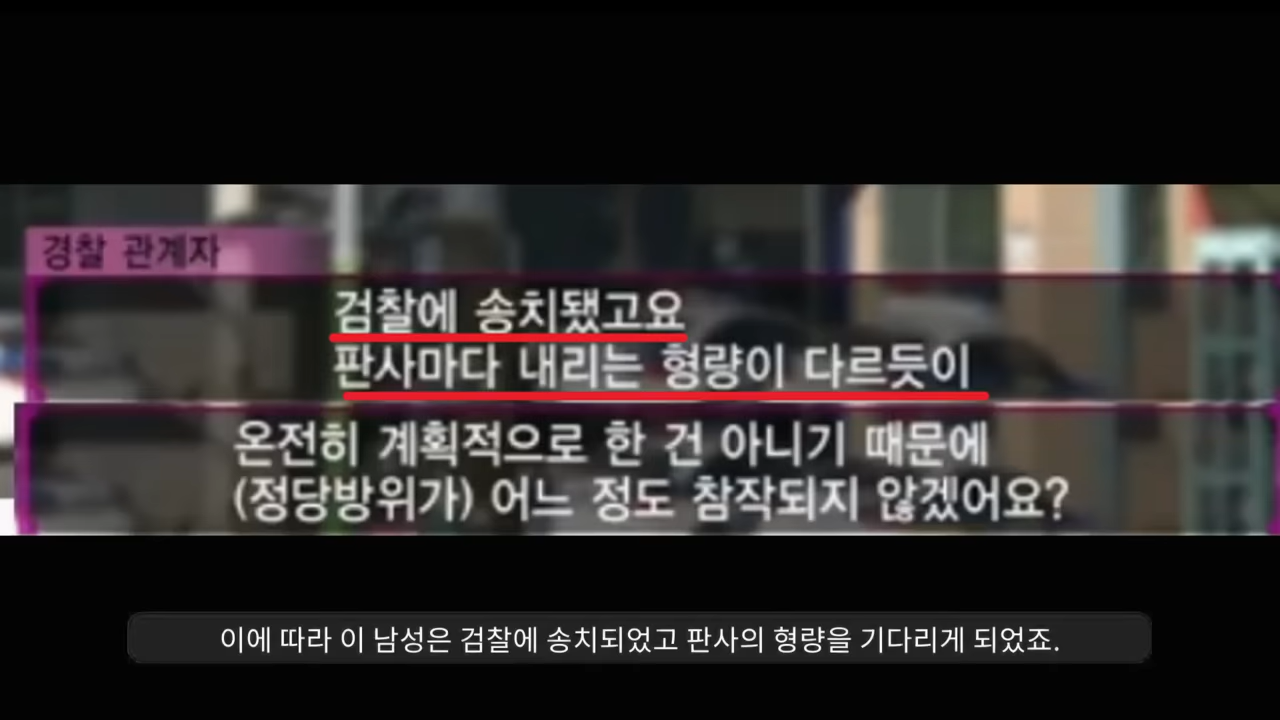 경찰 관계자
검찰에 송치됐고요
판사마다 내리는 형량이 다르듯이
온전히 계획적으로 한 건 아니기 때문에
(정당방위가) 어느 정도 참작되지 않겠어요?
이에 따라 이 남성은 검찰에 송치되었고 판사의 형량을 기다리게 되었죠.